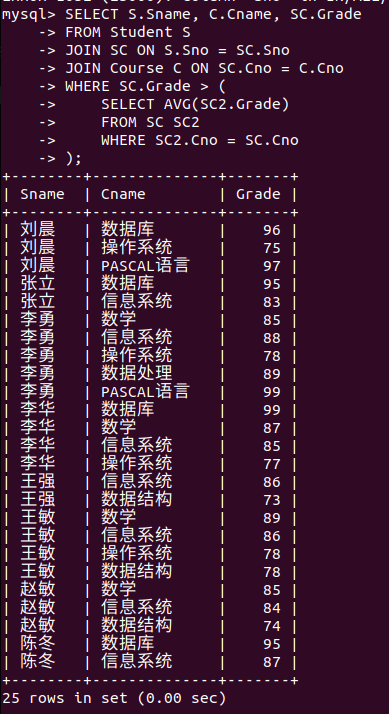 mysql> SELECT S.Sname, C.Cname, SC.Grade
    -> FROM Student S
    -> JOIN SC ON S.Sno = SC.Sno
    -> JOIN Course C ON SC.Cno = C.Cno
    -> WHERE SC.Grade > (
    ->     SELECT AVG(SC2.Grade)
    ->     FROM SC SC2
    ->     WHERE SC2.Cno = SC.Cno
    -> );
+--------+--------------+-------+
| Sname  | Cname        | Grade |
+--------+--------------+-------+
| 刘晨   | 数据库       |    96 |
| 刘晨   | 操作系统     |    75 |
| 刘晨   | PASCAL语言   |    97 |
| 张立   | 数据库       |    95 |
| 张立   | 信息系统     |    83 |
| 李勇   | 数学         |    85 |
| 李勇   | 信息系统     |    88 |
| 李勇   | 操作系统     |    78 |
| 李勇   | 数据处理     |    89 |
| 李勇   | PASCAL语言   |    99 |
| 李华   | 数据库       |    99 |
| 李华   | 数学         |    87 |
| 李华   | 信息系统     |    85 |
| 李华   | 操作系统     |    77 |
| 王强   | 信息系统     |    86 |
| 王强   | 数据结构     |    73 |
| 王敏   | 数学         |    89 |
| 王敏   | 信息系统     |    86 |
| 王敏   | 操作系统     |    78 |
| 王敏   | 数据结构     |    78 |
| 赵敏   | 数学         |    85 |
| 赵敏   | 信息系统     |    84 |
| 赵敏   | 数据结构     |    74 |
| 陈冬   | 数据库       |    95 |
| 陈冬   | 信息系统     |    87 |
+--------+--------------+-------+
25 rows in set (0.00 sec)